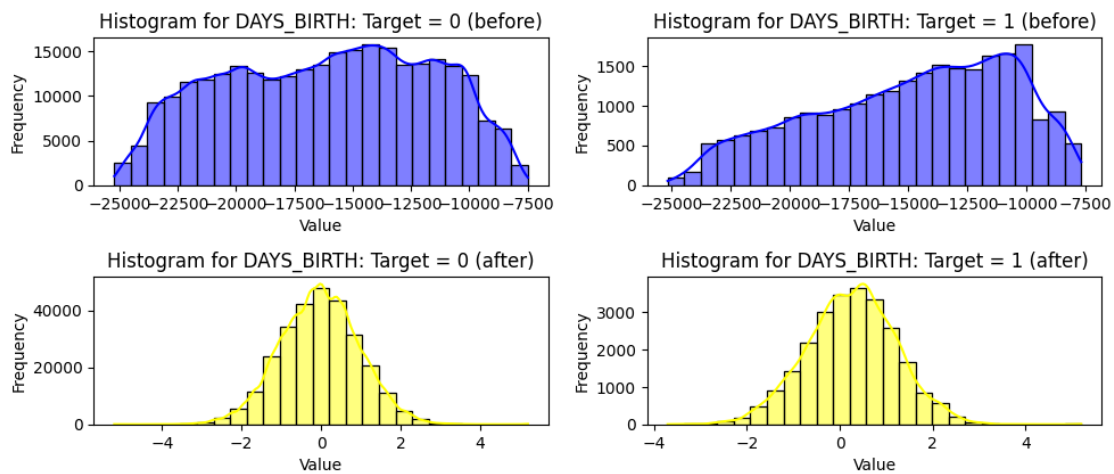 Histogram for DAYS_BIRTH: Target = 0 (before)
Frequency
15000
10000
5000
0
−25000 −22500 −20000 −17500 −15000 −12500 −10000 −7500
Value
Histogram for DAYS_BIRTH: Target = 1 (before)
Frequency
1500
1000
500
0
−25000 −22500 −20000 −17500 −15000 −12500 −10000 −7500
Value
Histogram for DAYS_BIRTH: Target = 0 (after)
Frequency
40000
20000
0
−4 −2 0 2 4
Value
Histogram for DAYS_BIRTH: Target = 1 (after)
Frequency
3000
2000
1000
0
−4 −2 0 2 4
Value